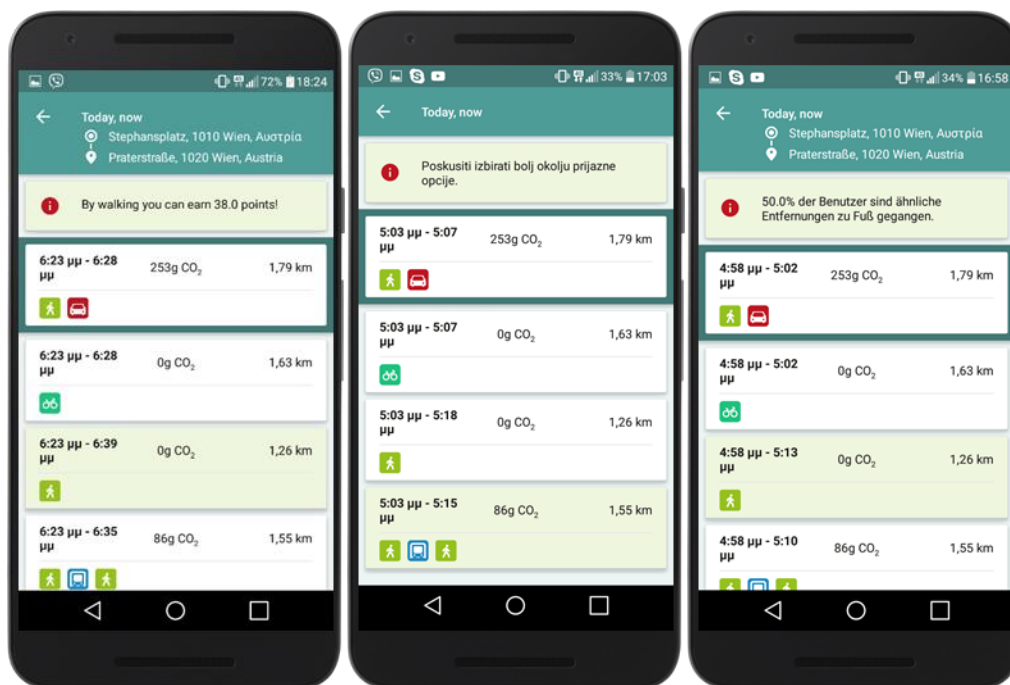 72% 18:24
Today, now
Stephansplatz, 1010 Wien, Αυστρία
Praterstraße, 1020 Wien, Austria
By walking you can earn 38.0 points!
6:23 μμ - 6:28
μμ
253g CO₂
1,79 km
6:23 μμ - 6:28
μμ
0g CO₂
1,63 km
6:23 μμ - 6:39
μμ
0g CO₂
1,26 km
6:23 μμ - 6:35
μμ
86g CO₂
1,55 km
33% 17:03
Today, now
Poskusiti izbirati bolj okolju prijazne
opcije.
5:03 μμ - 5:07
μμ
253g CO₂
1,79 km
5:03 μμ - 5:07
μμ
0g CO₂
1,63 km
5:03 μμ - 5:18
μμ
0g CO₂
1,26 km
5:03 μμ - 5:15
μμ
86g CO₂
1,55 km
34% 16:58
Today, now
Stephansplatz, 1010 Wien, Αυστρία
Praterstraße, 1020 Wien, Austria
50.0% der Benutzer sind ähnliche
Entfernungen zu Fuß gegangen.
4:58 μμ - 5:02
μμ
253g CO₂
1,79 km
4:58 μμ - 5:02
μμ
0g CO₂
1,63 km
4:58 μμ - 5:13
μμ
0g CO₂
1,26 km
4:58 μμ - 5:10
μμ
86g CO₂
1,55 km